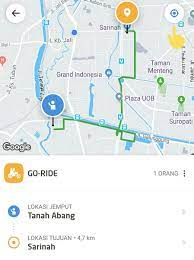 Jl. Kb. Jati
Sarinah
Taman
Menteng
Grand Indonesia
Plaza UOB
Taman
Google
GO-RIDE
1 ORANG
LOKASI JEMPUT
Tanah Abang
LOKASI TUJUAN • 4,7 km
Sarinah